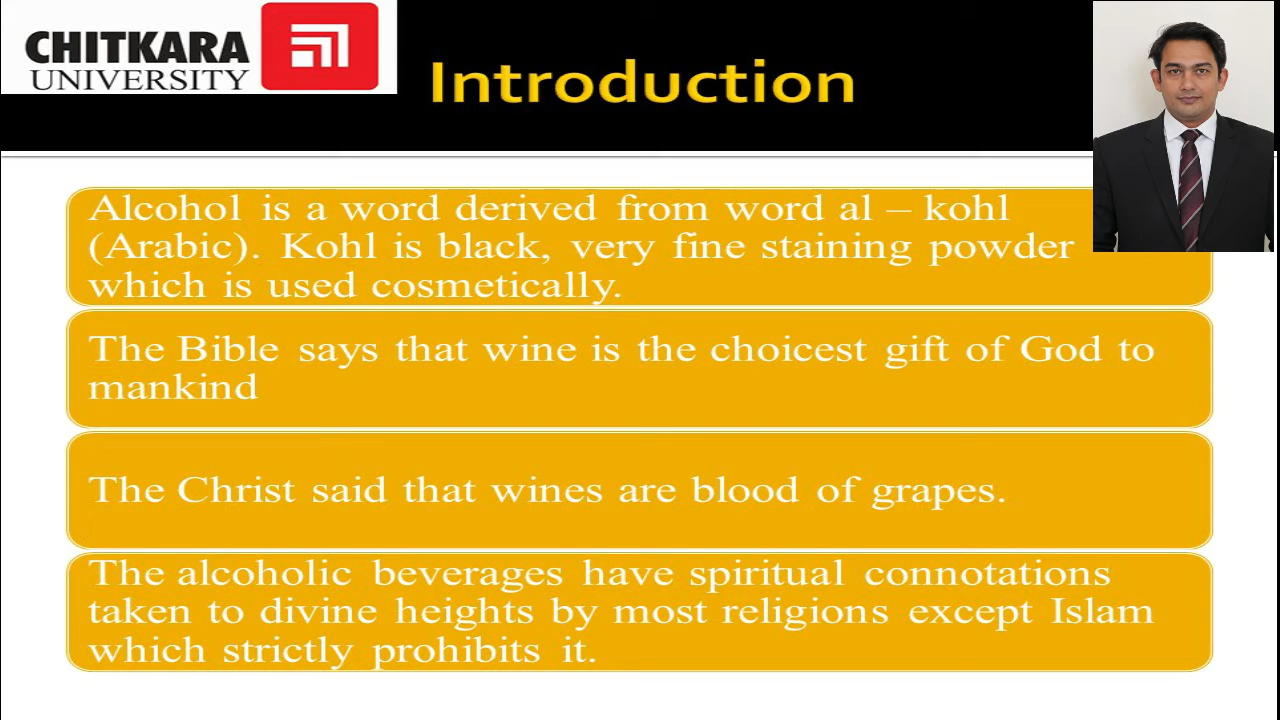 CHITKARA
UNIVERSITY
Introduction
Alcohol is a word derived from word al – kohl
(Arabic). Kohl is black, very fine staining powder
which is used cosmetically.
The Bible says that wine is the choicest gift of God to
mankind
The Christ said that wines are blood of grapes.
The alcoholic beverages have spiritual connotations
taken to divine heights by most religions except Islam
which strictly prohibits it.